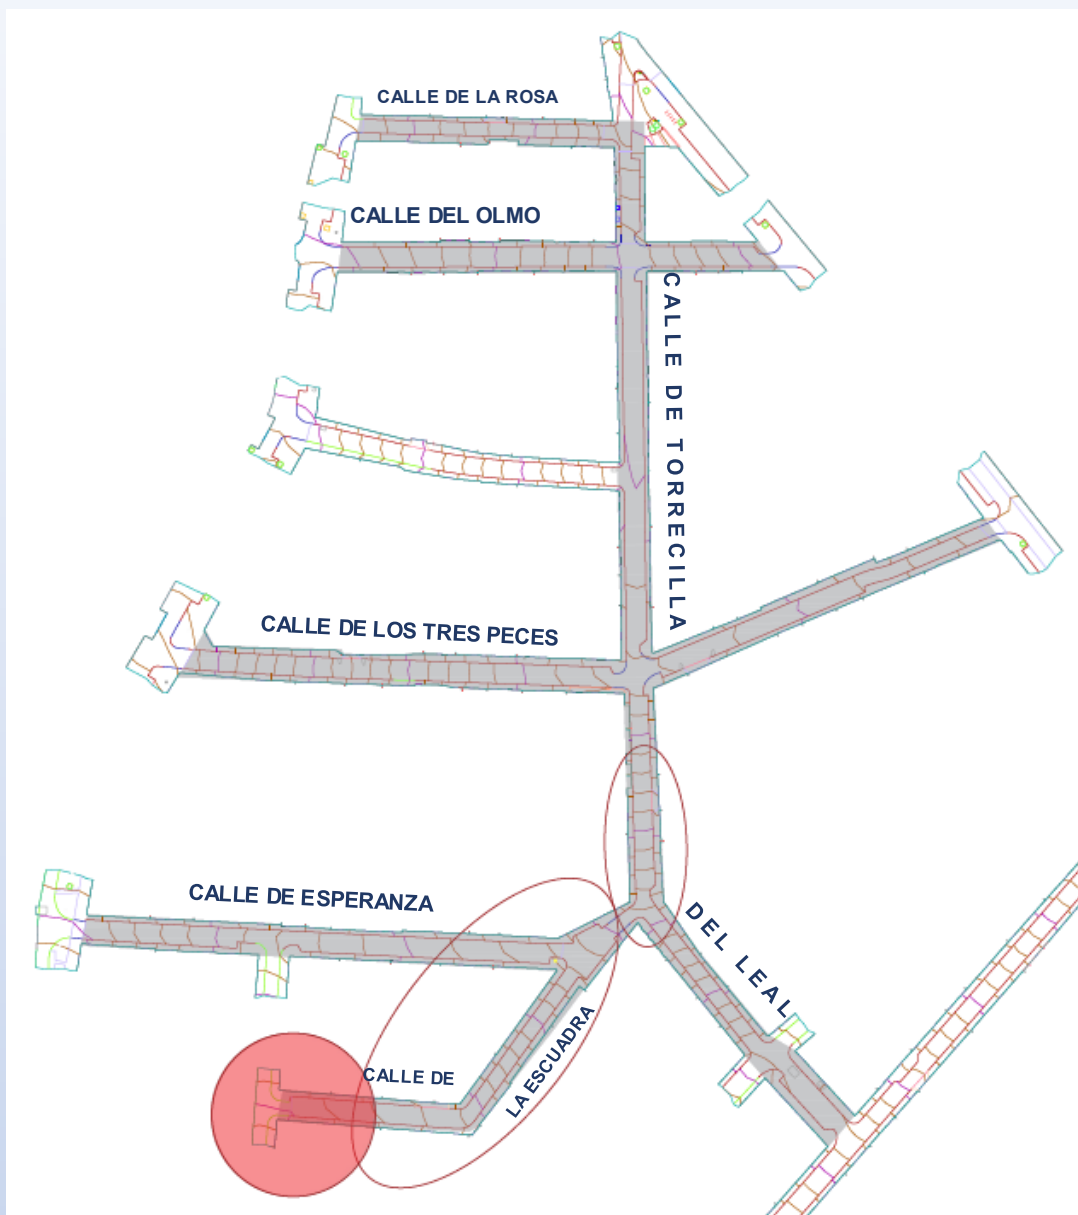 CALLE DE LA ROSA
CALLE DEL OLMO
CALLE DE TORRECILLA
CALLE DE LOS TRES PECES
CALLE DE ESPERANZA
DEL LEAL
CALLE DE
LA ESCUADRA